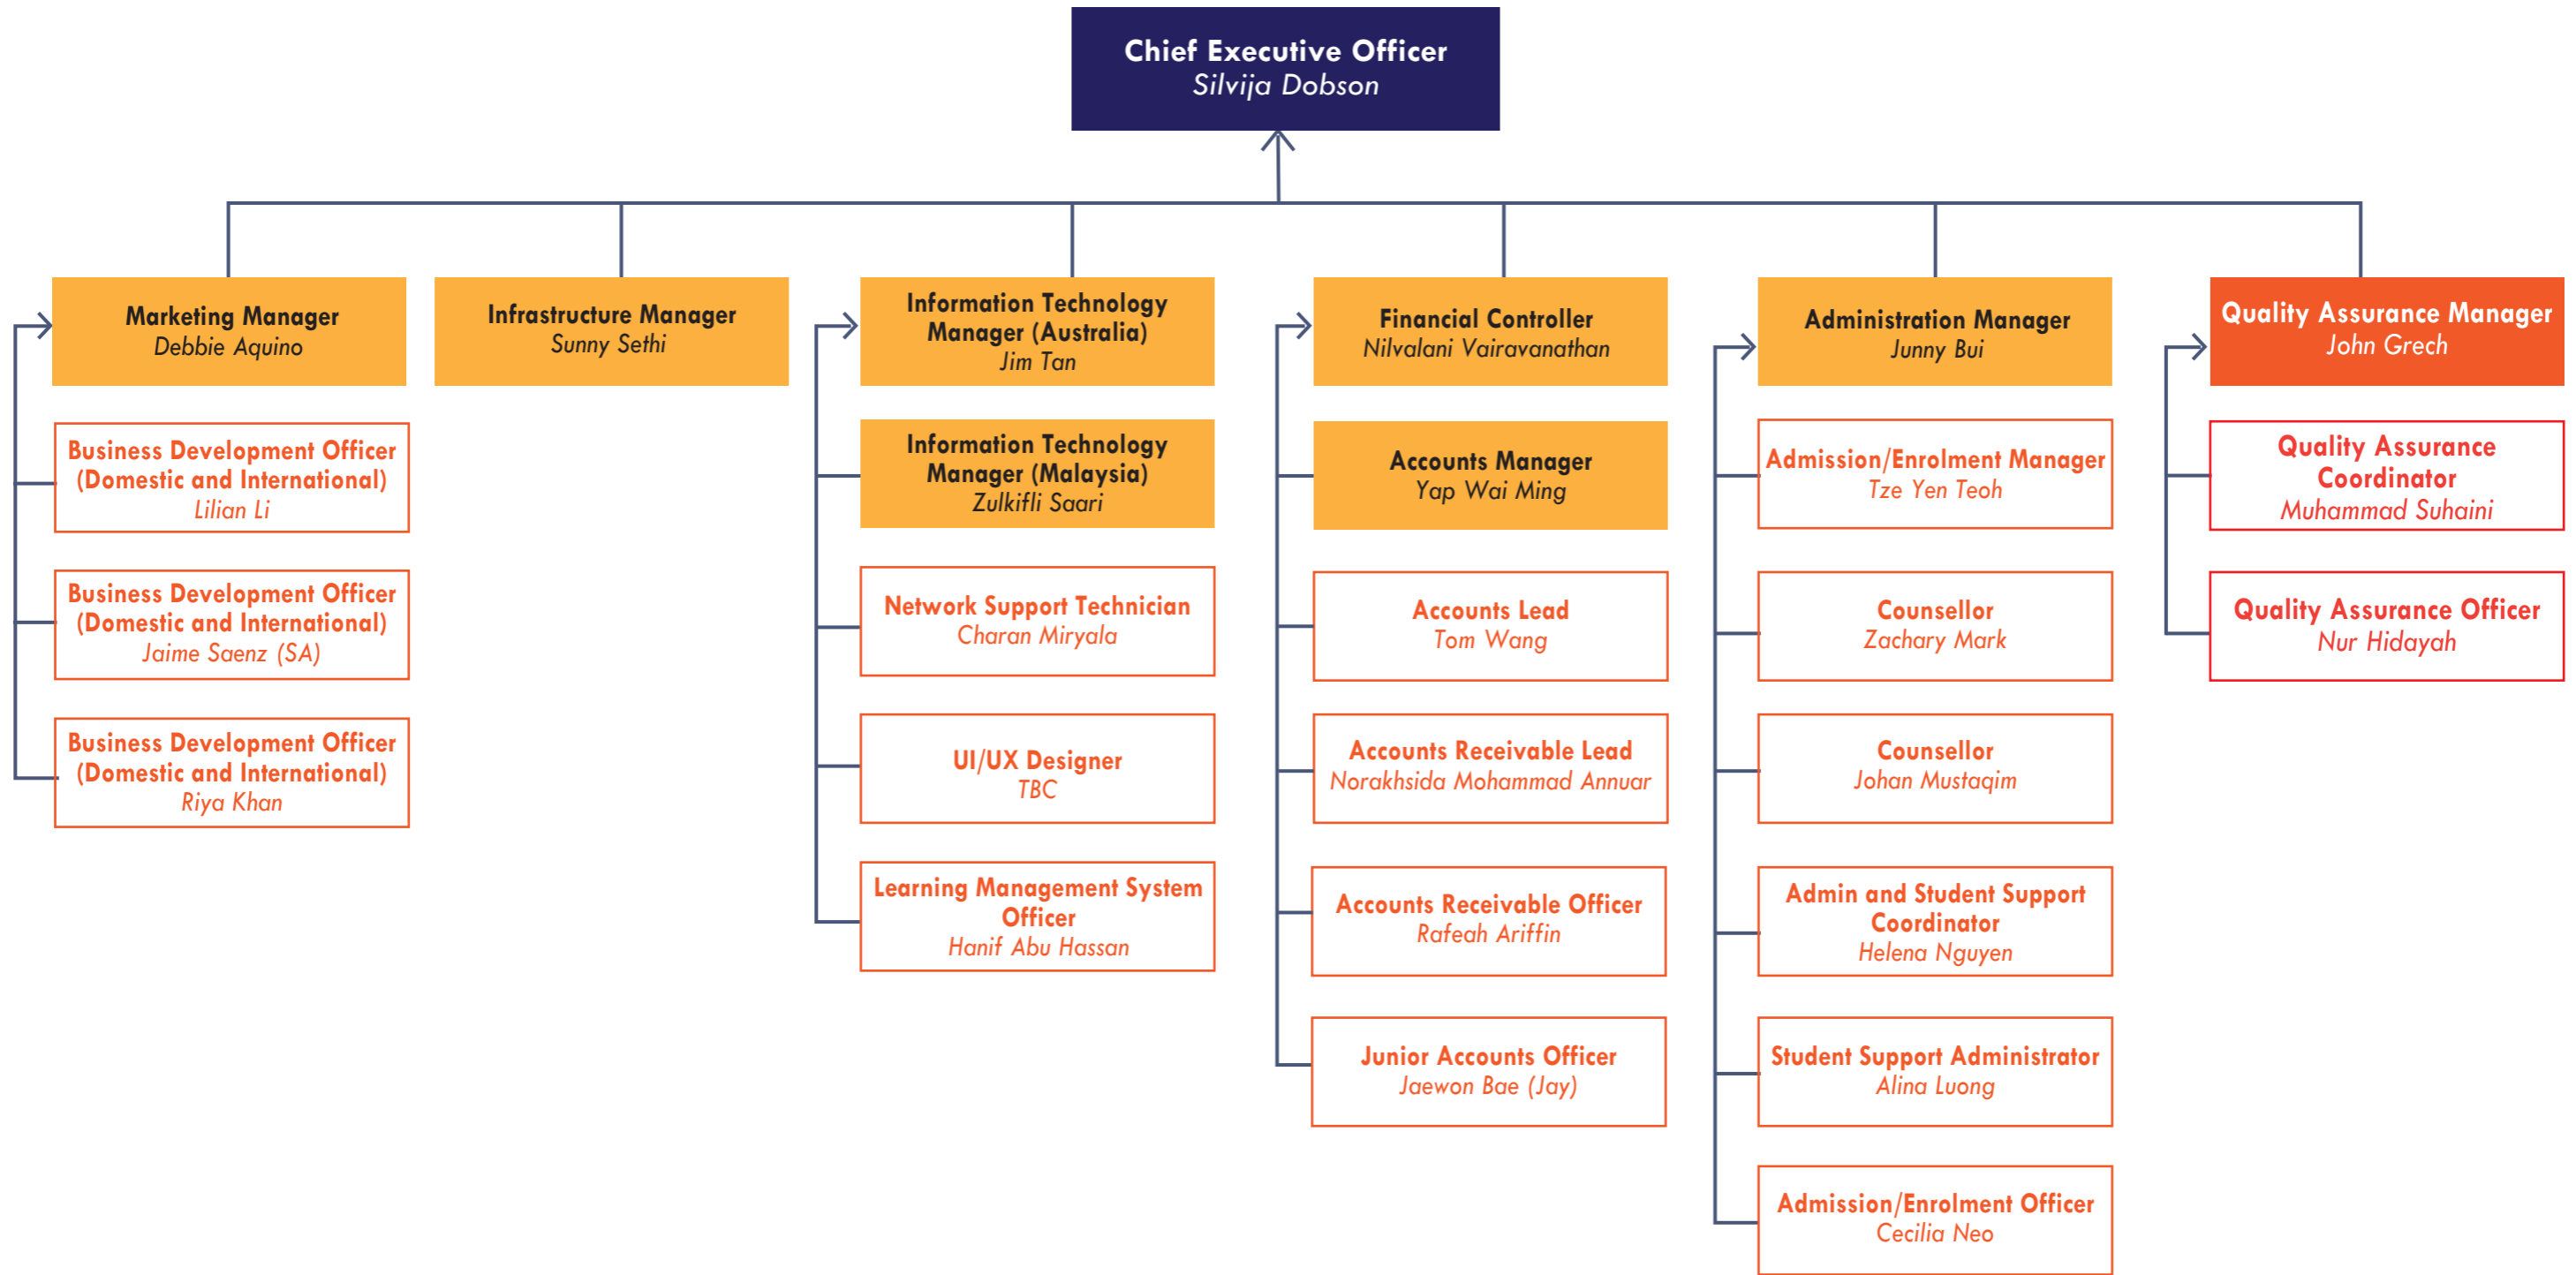 Chief Executive Officer
Silvija Dobson
Marketing Manager
Debbie Aquino
Business Development Officer
(Domestic and International)
Lilian Li
Business Development Officer
(Domestic and International)
Jaime Saenz (SA)
Business Development Officer
(Domestic and International)
Riya Khan
Infrastructure Manager
Sunny Sethi
Information Technology
Manager (Australia)
Jim Tan
Information Technology
Manager (Malaysia)
Zulkifli Saari
Network Support Technician
Charan Miryala
UI/UX Designer
TBC
Learning Management System
Officer
Hanif Abu Hassan
Financial Controller
Nilvalani Vairavanathan
Accounts Manager
Yap Wai Ming
Accounts Lead
Tom Wang
Accounts Receivable Lead
Norakhsida Mohammad Annuar
Accounts Receivable Officer
Rafeah Ariffin
Junior Accounts Officer
Jaewon Bae (Jay)
Administration Manager
Junny Bui
Admission/Enrolment Manager
Tze Yen Teoh
Counsellor
Zachary Mark
Counsellor
Johan Mustaqim
Admin and Student Support
Coordinator
Helena Nguyen
Student Support Administrator
Alina Luong
Admission/Enrolment Officer
Cecilia Neo
Quality Assurance Manager
John Grech
Quality Assurance
Coordinator
Muhammad Suhaini
Quality Assurance Officer
Nur Hidayah